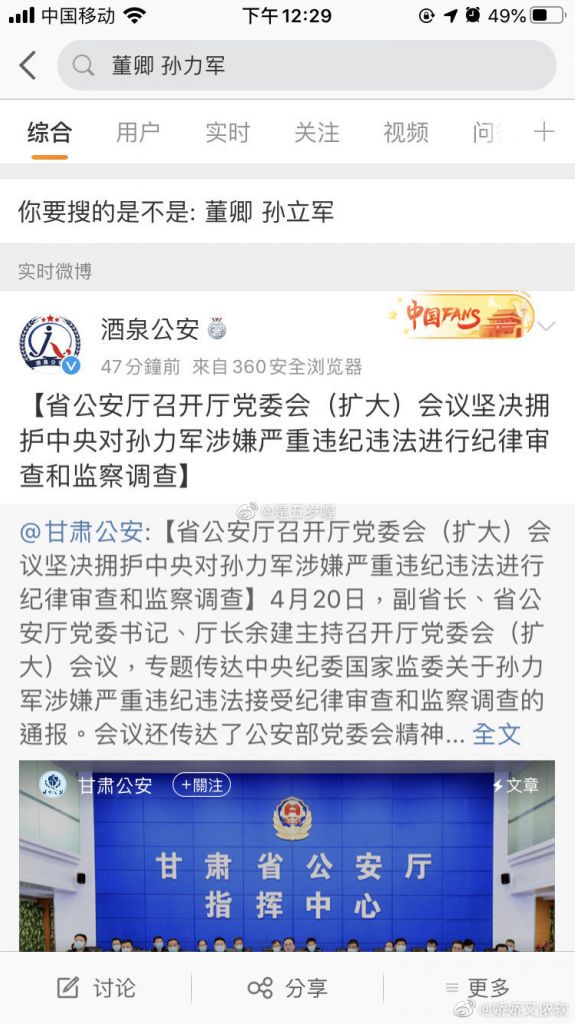 中国移动
下午12:29
49%
董卿 孙力军
综合 用户 实时 关注 视频
你要搜的是不是: 董卿 孙立军
实时微博
酒泉公安
中国FANS
47分鐘前 來自360安全浏览器
【省公安厅召开厅党委会（扩大）会议坚决拥
护中央对孙力军涉嫌严重违纪违法进行纪律审
查和监察调查】
@是五岁嘢
@甘肃公安:【省公安厅召开厅党委会（扩大）会
议坚决拥护中央对孙力军涉嫌严重违纪违法进行
纪律审查和监察调查】4月20日，副省长、省公
安厅党委书记、厅长余建主持召开厅党委会（扩
大）会议，专题传达中央纪委国家监委关于孙力
军涉嫌严重违纪违法接受纪律审查和监察调查的
通报。会议还传达了公安部党委会精神... 全文
甘肃公安 +關注 文章
甘肃省公安厅
指挥中心
讨论 分享 更多
@娇娇又侬软